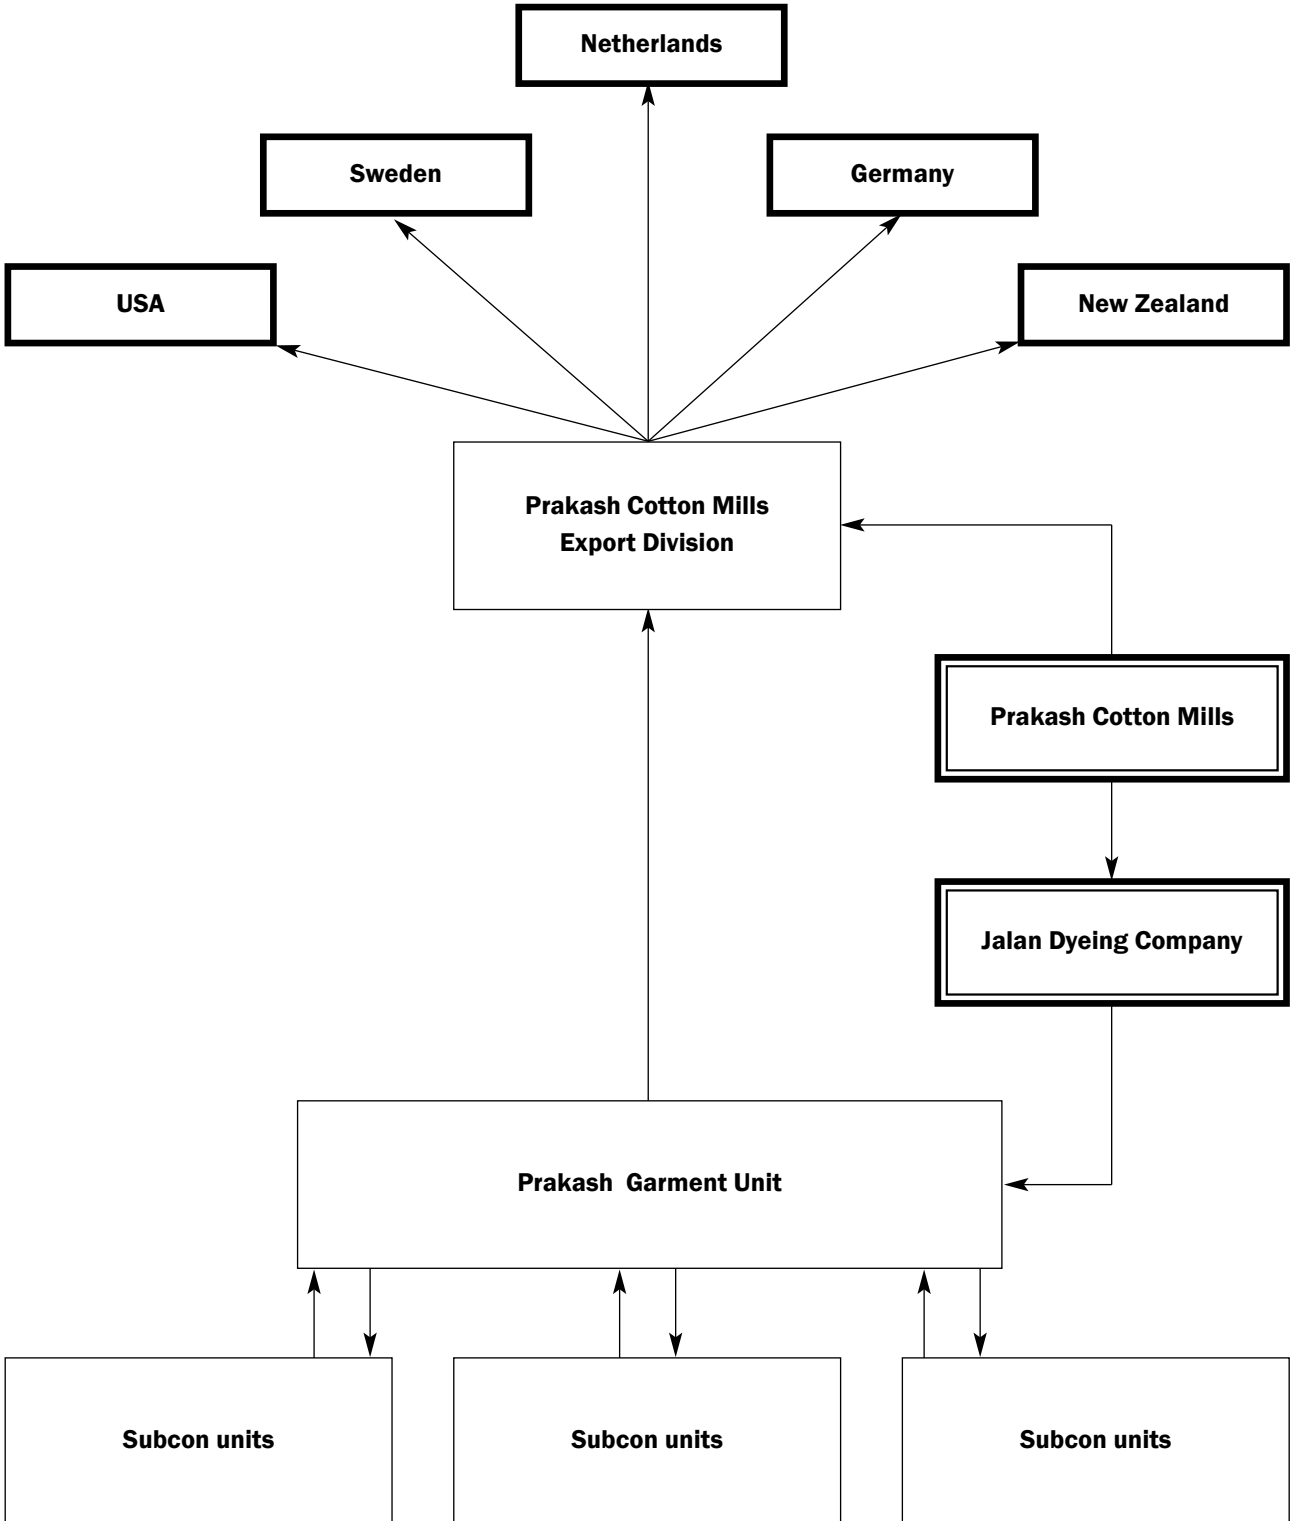 Netherlands
Sweden
Germany
USA
New Zealand
Prakash Cotton Mills
Export Division
Prakash Cotton Mills
Jalan Dyeing Company
Prakash  Garment Unit
Subcon units
Subcon units
Subcon units